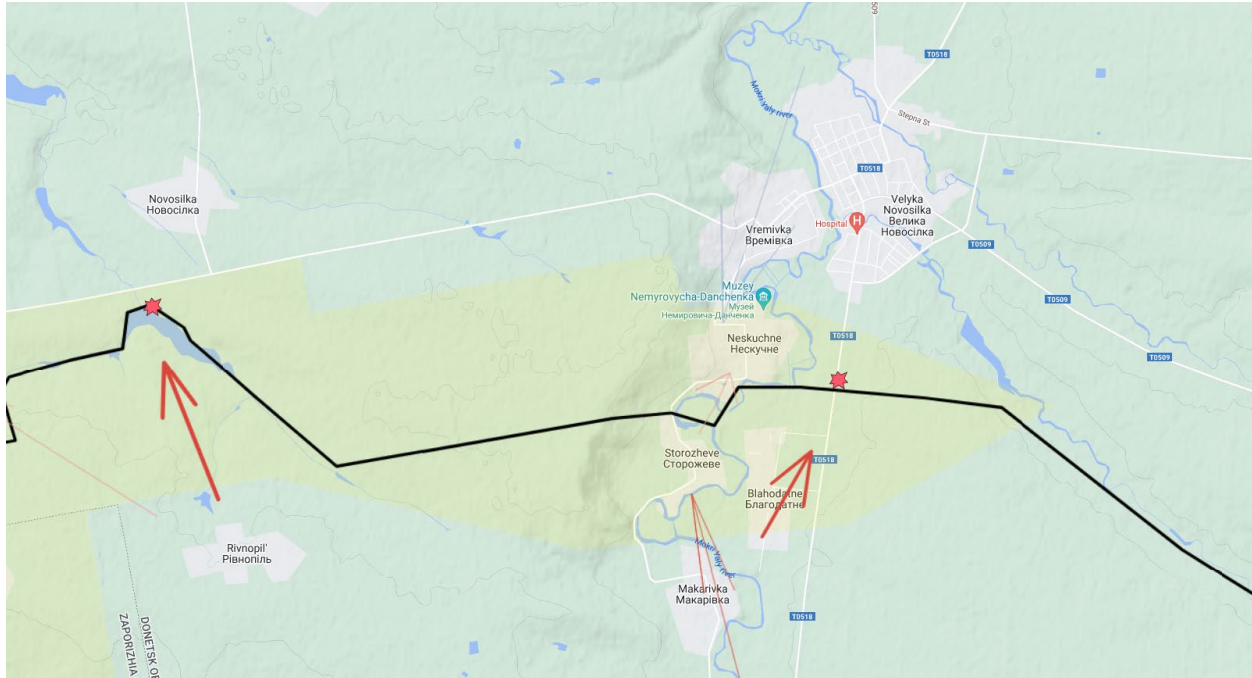 509
T0518
Mokri Yaly river
Stepna St
T0518
Novosilka
Новосілка
Velyka
Novosilka
Велика
Новосілка
Hospital
H
Vremivka
Времівка
T0509
Muzey
Nemyrovycha-Danchenka
Музей
Немировича-Данченка
T0509
T0518
Neskuchne
Нескучне
T0509
Storozheve
Сторожеве
T0518
Blahodatne
Благодатне
Rivnopil'
Рівнопіль
Mokri Yaly river
Makarivka
Макарівка
T0518
DONETSK OB
ZAPORIZHIA